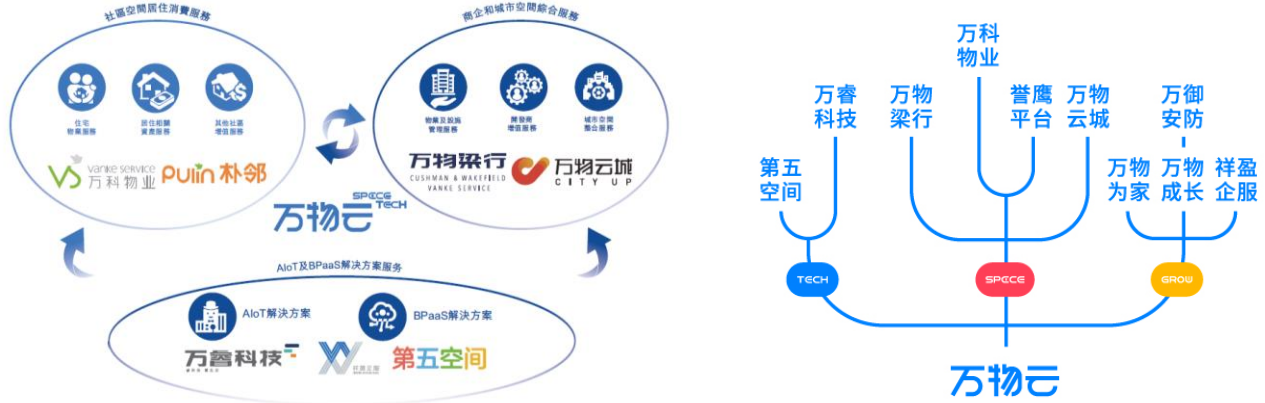 社區空間居住消費服務
住宅
物業服務
居住相關
資產服務
其他社區
增值服務
VS vanke service
万科物业
Pulin 朴邻
商企和城市空間綜合服務
物業及設施
管理服務
開發商
增值服務
城市空間
整合服務
万物梁行
CUSHMAN & WAKEFIELD
VANKE SERVICE
万物云城
CITY UP
万物云
SPACE
TECH
AIoT及BPaaS解決方案服務
AIoT解決方案
BPaaS解決方案
万睿科技
第五空间
万科
物业
万睿
科技
万物
梁行
誉鹰
平台
万物
云城
万御
安防
第五
空间
万物
为家
万物
成长
祥盈
企服
TECH
SPACE
GROW
万物云